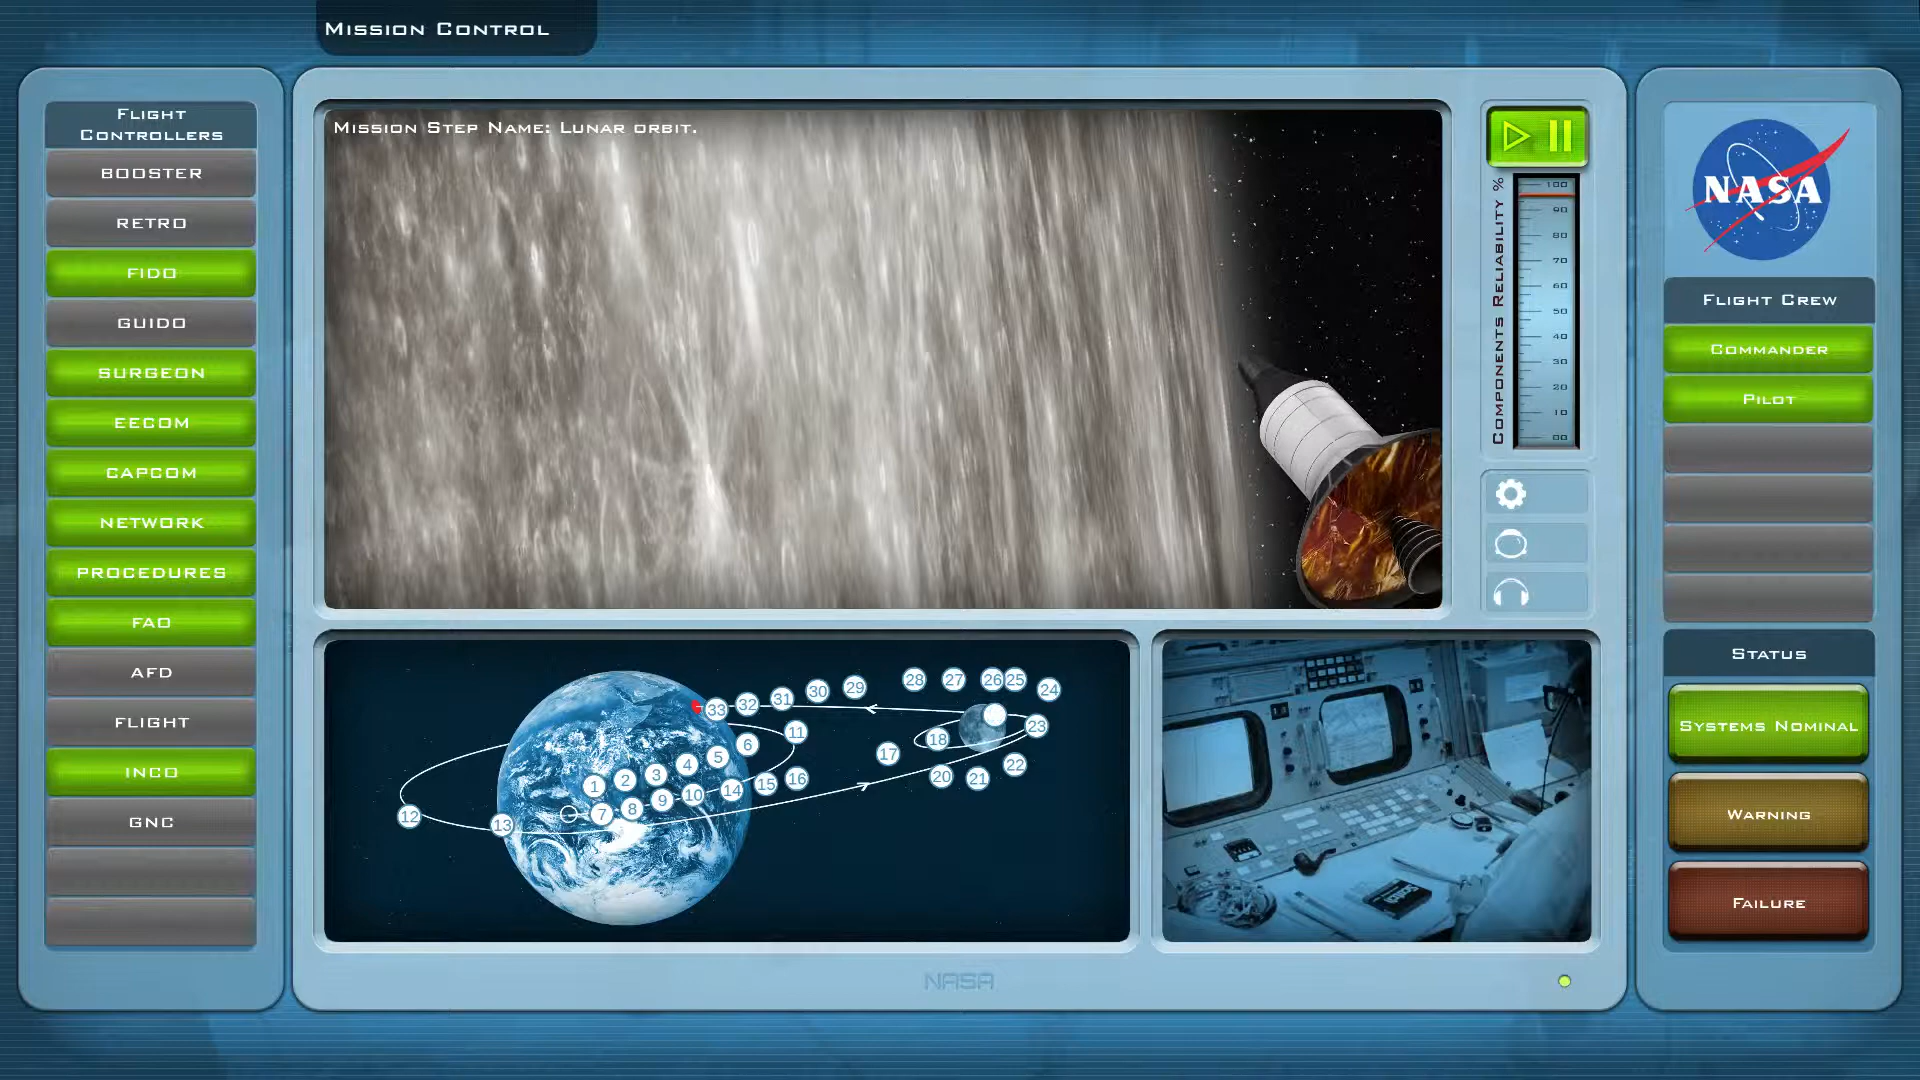 Mission Control
Flight
Controllers
BOOSTER
RETRO
FIDO
GUIDO
SURGEON
EECOM
CAPCOM
NETWORK
PROCEDURES
FAO
AFD
FLIGHT
INCO
GNC
Mission Step Name: Lunar orbit.
Components Reliability %
100
90
80
70
60
50
40
30
20
10
00
NASA
Flight Crew
Commander
Pilot
Status
Systems Nominal
Warning
Failure
28 27 26 25 24
33 32 31 30 29
11 23
6 18
5 17
4 22
3 20 21
1 2 10 14 15 16
7 8 9
12 13
NASA